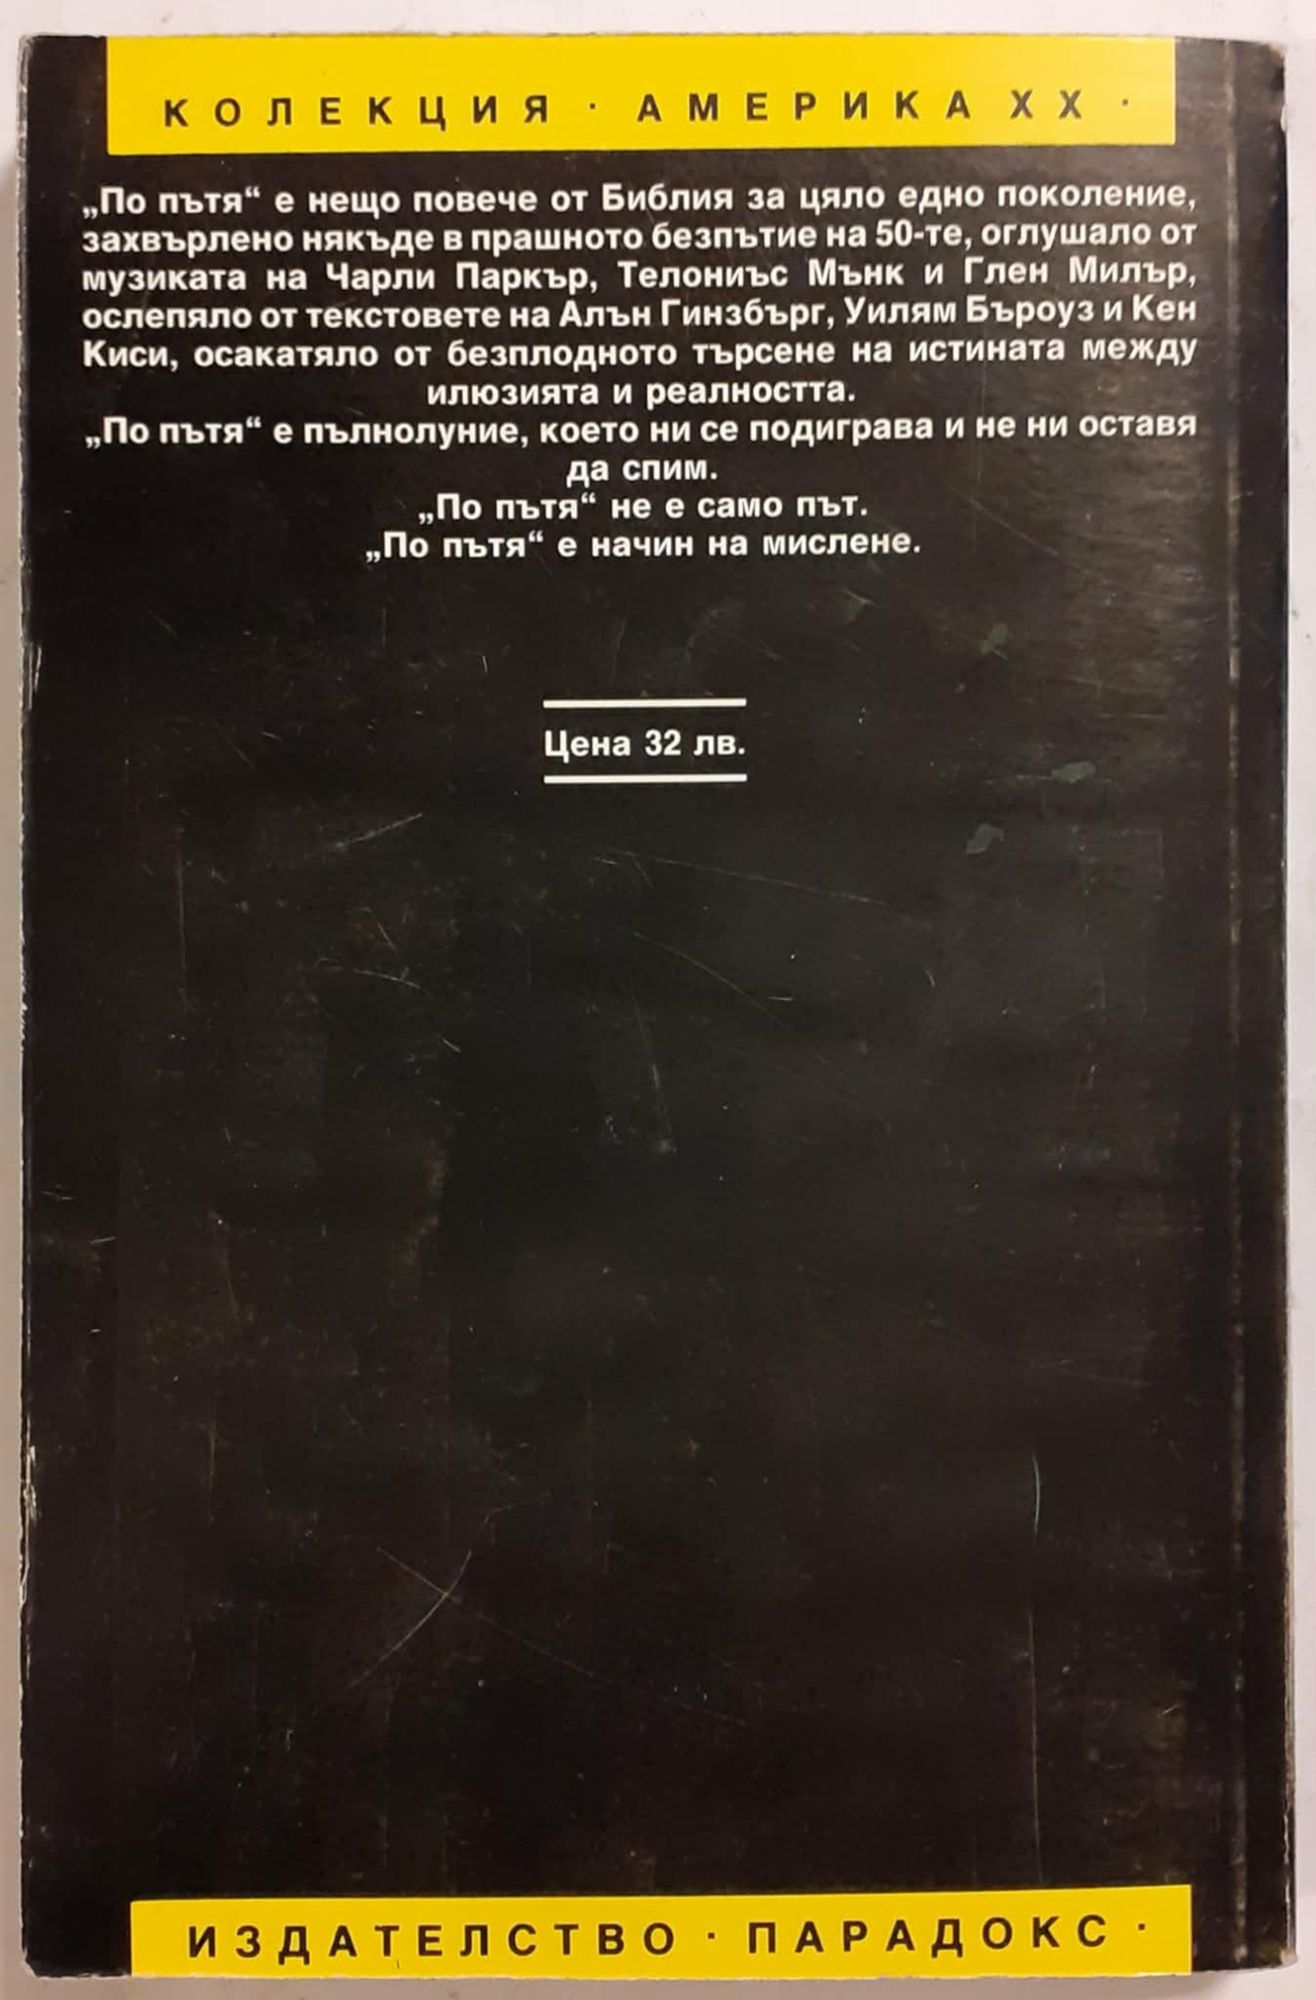 КОЛЕКЦИЯ · АМЕРИКА XX ·
„По пътя“ е нещо повече от Библия за цяло едно поколение,
захвърлено някъде в прашното безпътие на 50-те, оглушало от
музиката на Чарли Паркър, Телониъс Мънк и Глен Милър,
ослепяло от текстовете на Алън Гинзбърг, Уилям Бъроуз и Кен
Киси, осакатяло от безплодното търсене на истината между
илюзията и реалността.
„По пътя“ е пълнолуние, което ни се подиграва и не ни оставя
да спим.
„По пътя“ не е само път.
„По пътя“ е начин на мислене.
Цена 32 лв.
ИЗДАТЕЛСТВО · ПАРАДОКС ·